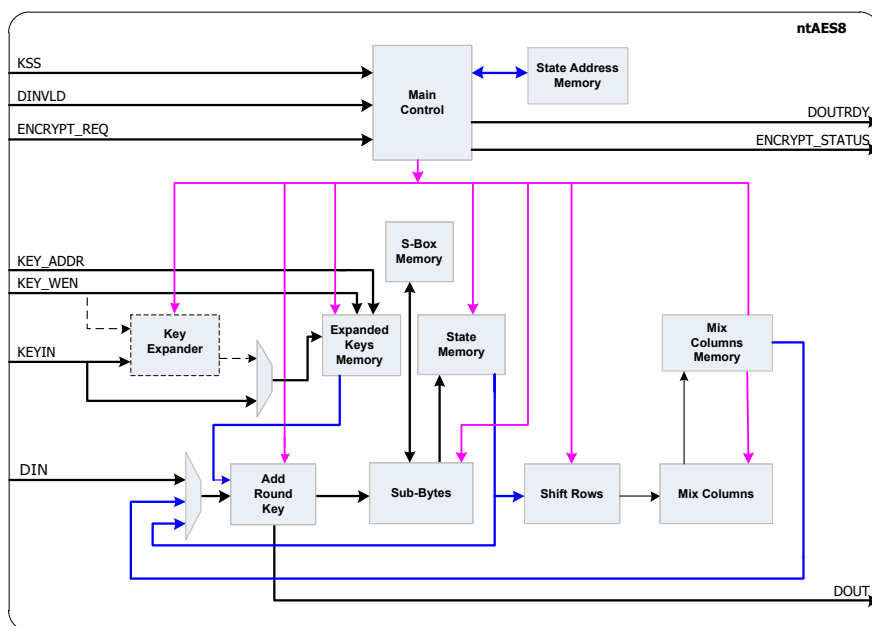 ntAES8
KSS
DINVLD
ENCRYPT_REQ
Main
Control
State Address
Memory
DOUTRDY
ENCRYPT_STATUS
S-Box
Memory
KEY_ADDR
KEY_WEN
KEYIN
Key
Expander
Expanded
Keys
Memory
State
Memory
Mix
Columns
Memory
DIN
Add
Round
Key
Sub-Bytes
Shift Rows
Mix Columns
DOUT